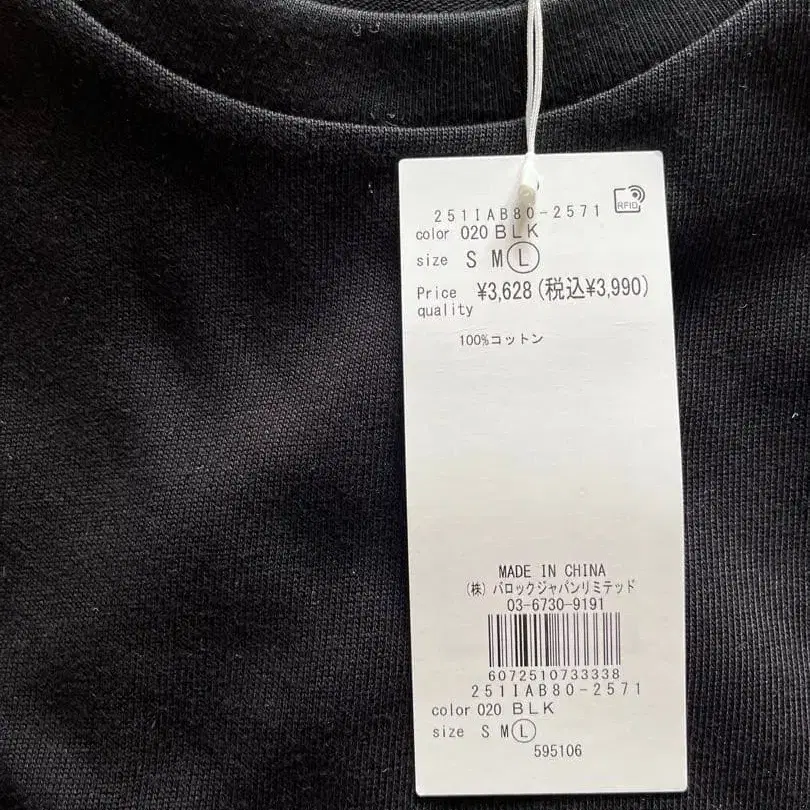 RFID
251IAB80-2571
color 020 BLK
size S M L
Price ¥3,628(税込¥3,990)
quality
100%コットン
MADE IN CHINA
(株) バロックジャパンリミテッド
03-6730-9191
6072510733338
251IAB80-2571
color 020 BLK
size S M L
595106